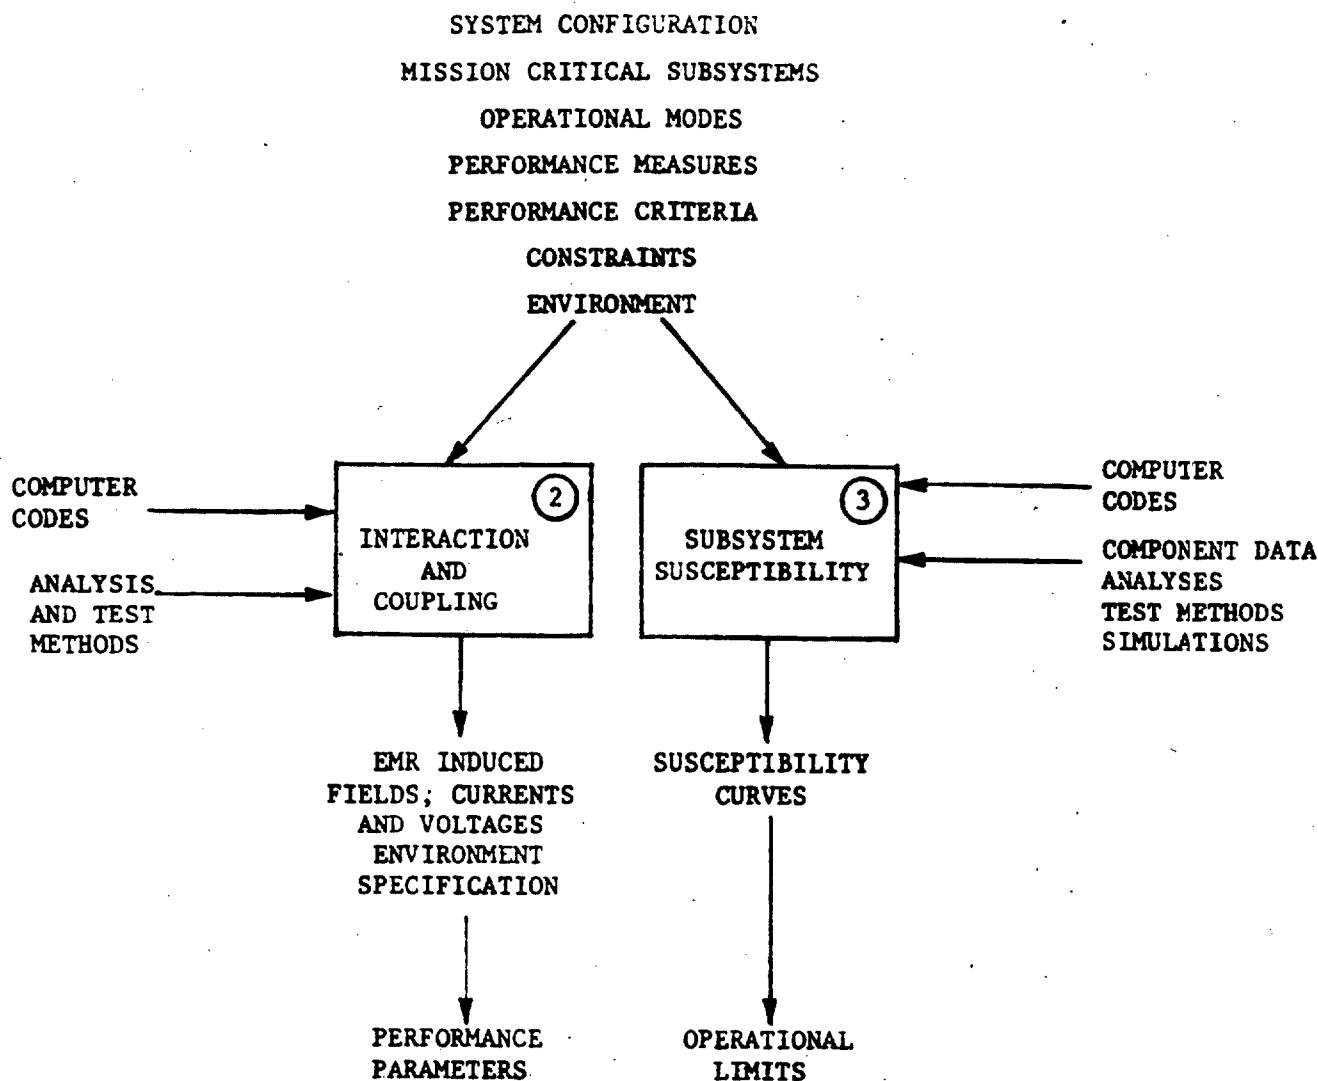 SYSTEM CONFIGURATION
MISSION CRITICAL SUBSYSTEMS
OPERATIONAL MODES
PERFORMANCE MEASURES
PERFORMANCE CRITERIA
CONSTRAINTS
ENVIRONMENT
COMPUTER
CODES
ANALYSIS
AND TEST
METHODS
2
INTERACTION
AND
COUPLING
3
SUBSYSTEM
SUSCEPTIBILITY
COMPUTER
CODES
COMPONENT DATA
ANALYSES
TEST METHODS
SIMULATIONS
EMR INDUCED
FIELDS; CURRENTS
AND VOLTAGES
ENVIRONMENT
SPECIFICATION
SUSCEPTIBILITY
CURVES
PERFORMANCE
PARAMETERS
OPERATIONAL
LIMITS